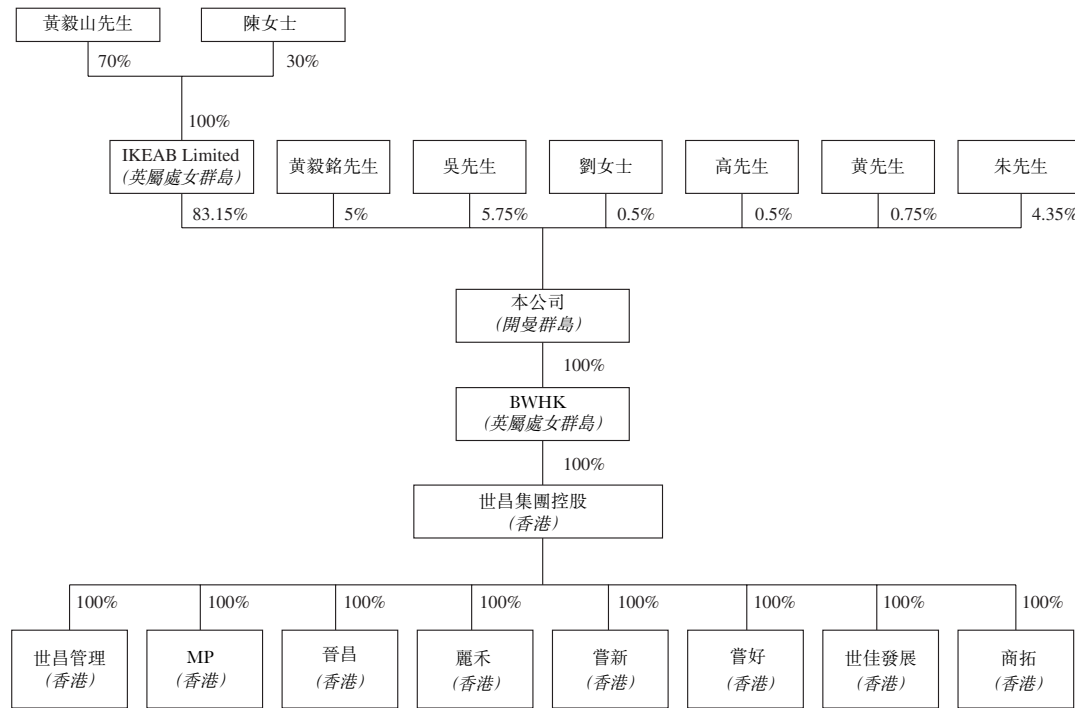 黃毅山先生
陳女士
70%
30%
100%
IKEAB Limited
(英屬處女群島)
黃毅銘先生
吳先生
劉女士
高先生
黃先生
朱先生
83.15%
5%
5.75%
0.5%
0.5%
0.75%
4.35%
本公司
(開曼群島)
100%
BWHK
(英屬處女群島)
100%
世昌集團控股
(香港)
100%
100%
100%
100%
100%
100%
100%
100%
世昌管理
(香港)
MP
(香港)
晉昌
(香港)
麗禾
(香港)
嘗新
(香港)
嘗好
(香港)
世佳發展
(香港)
商拓
(香港)